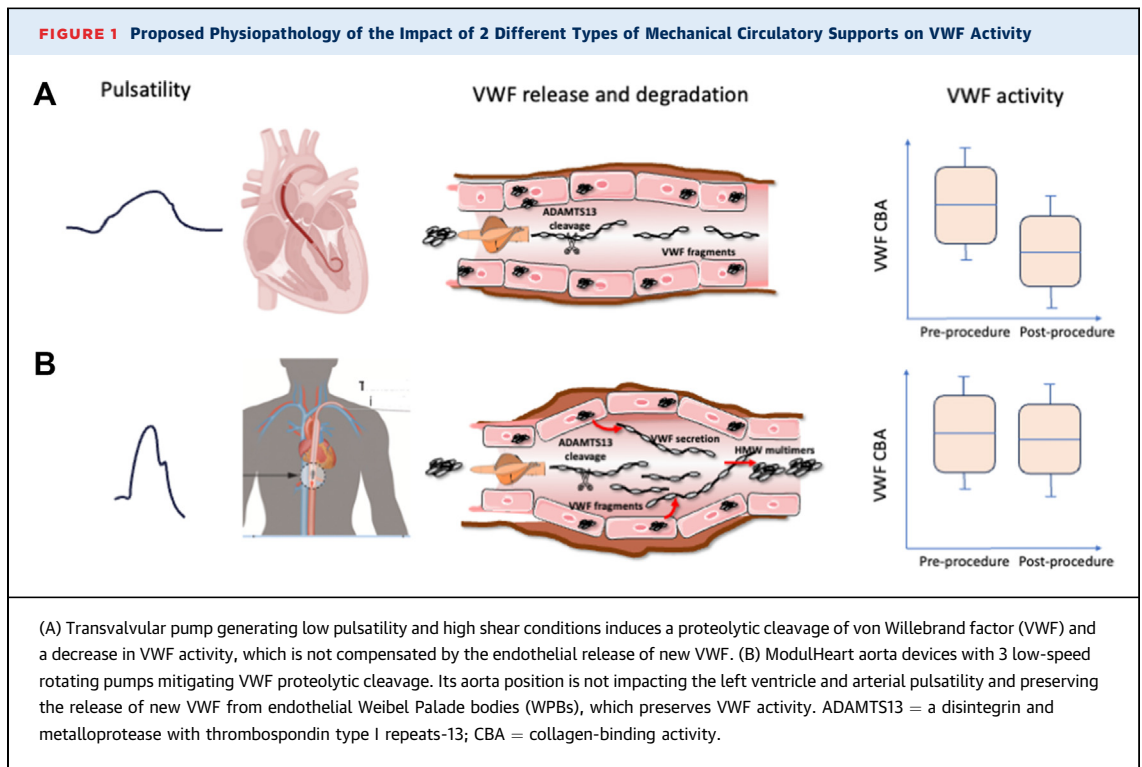 FIGURE 1 Proposed Physiopathology of the Impact of 2 Different Types of Mechanical Circulatory Supports on VWF Activity
A
Pulsatility
VWF release and degradation
VWF activity
ADAMTS13
cleavage
VWF fragments
VWF CBA
Pre-procedure
Post-procedure
B
1
i
ADAMTS13
cleavage
VWF secretion
HMW multimers
VWF fragments
VWF CBA
Pre-procedure
Post-procedure
(A) Transvalvular pump generating low pulsatility and high shear conditions induces a proteolytic cleavage of von Willebrand factor (VWF) and
a decrease in VWF activity, which is not compensated by the endothelial release of new VWF. (B) ModulHeart aorta devices with 3 low-speed
rotating pumps mitigating VWF proteolytic cleavage. Its aorta position is not impacting the left ventricle and arterial pulsatility and preserving
the release of new VWF from endothelial Weibel Palade bodies (WPBs), which preserves VWF activity. ADAMTS13 = a disintegrin and
metalloprotease with thrombospondin type I repeats-13; CBA = collagen-binding activity.